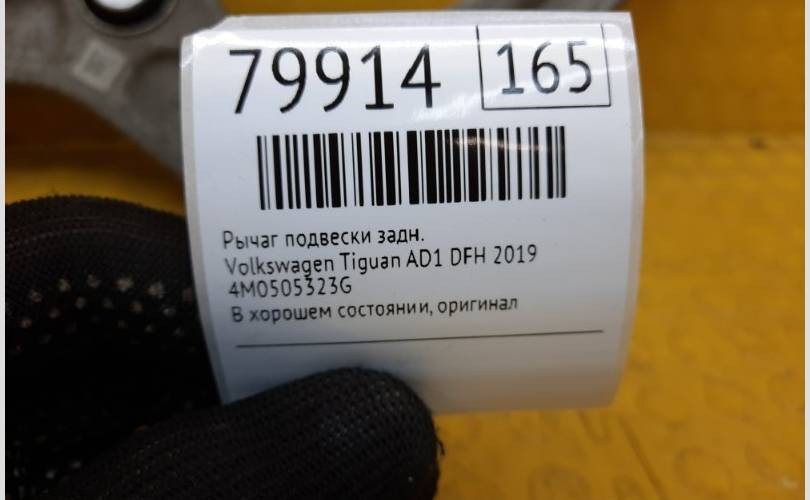 79914 165
Рычаг подвески задн.
Volkswagen Tiguan AD1 DFH 2019
4M0505323G
В хорошем состоянии, оригинал